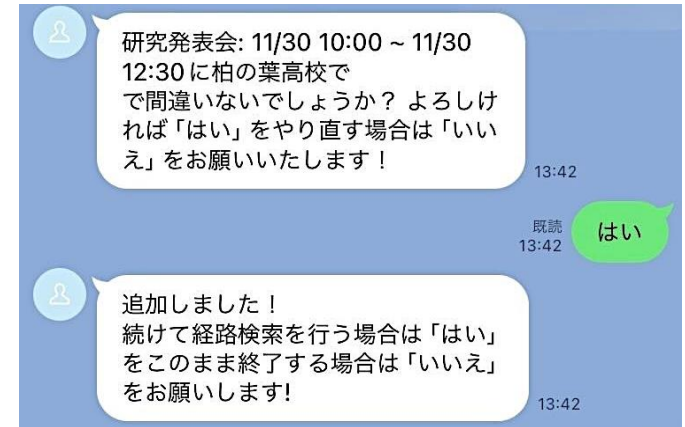 研究発表会: 11/30 10:00 ~ 11/30
12:30に柏の葉高校で
で間違いないでしょうか？ よろしけ
れば「はい」をやり直す場合は「いい
え」をお願いいたします！
13:42
既読
13:42
はい
追加しました！
続けて経路検索を行う場合は「はい」
をこのまま終了する場合は「いいえ」
をお願いします!
13:42